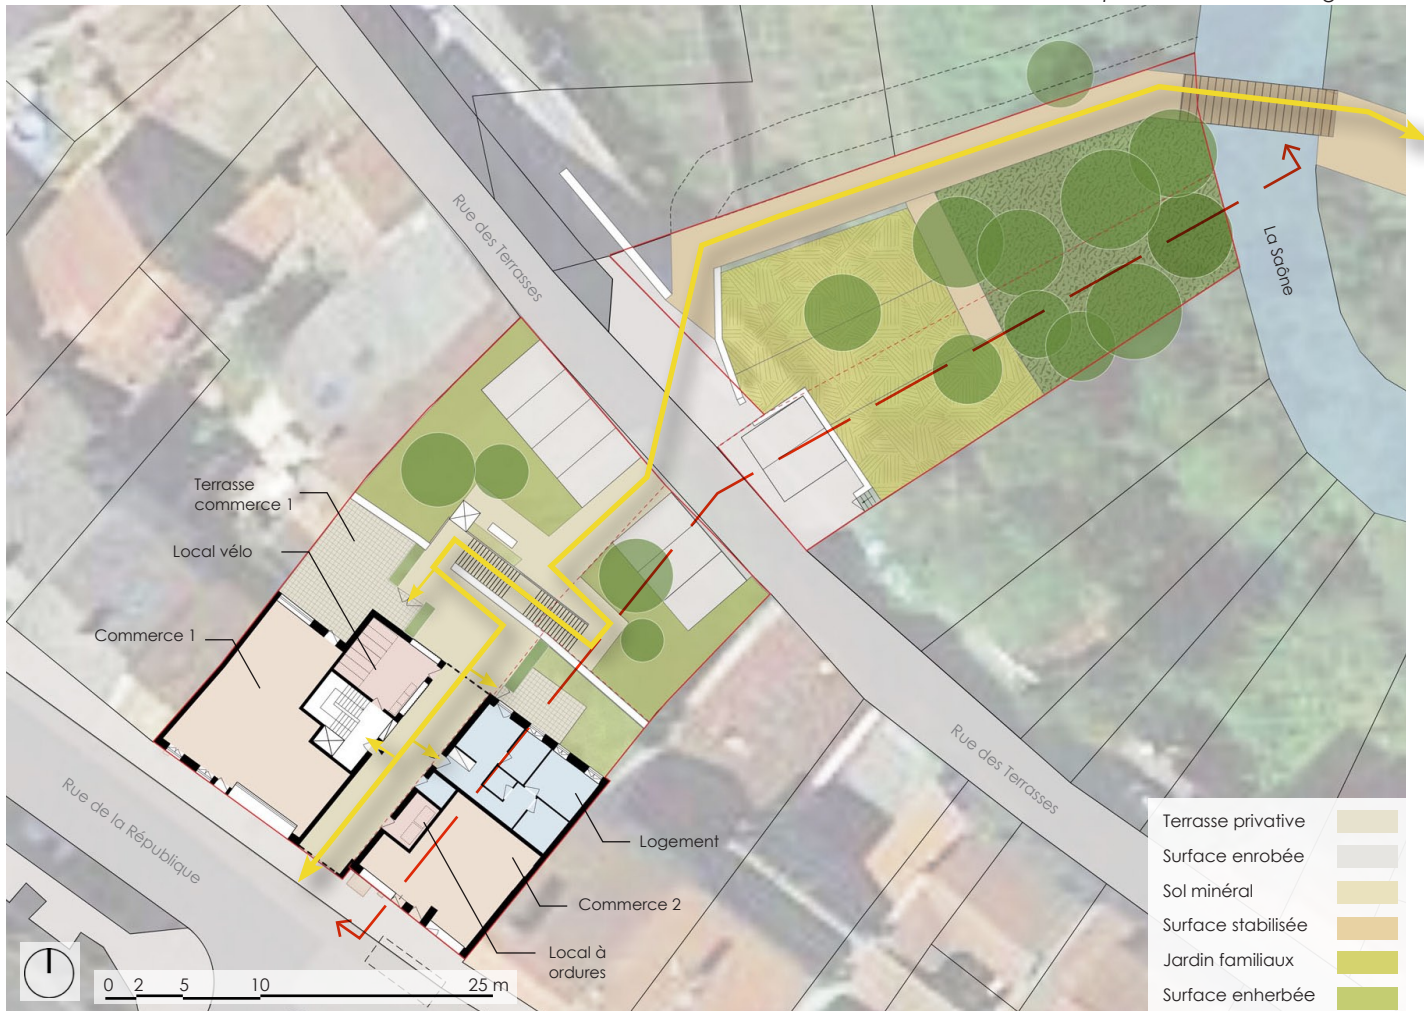 Rue des Terrasses
La Saône
Terrasse
commerce 1
Local vélo
Commerce 1
Rue de la République
Rue des Terrasses
Logement
Commerce 2
Local à
ordures
0 2 5 10 25 m
Terrasse privative
Surface enrobée
Sol minéral
Surface stabilisée
Jardin familiaux
Surface enherbée